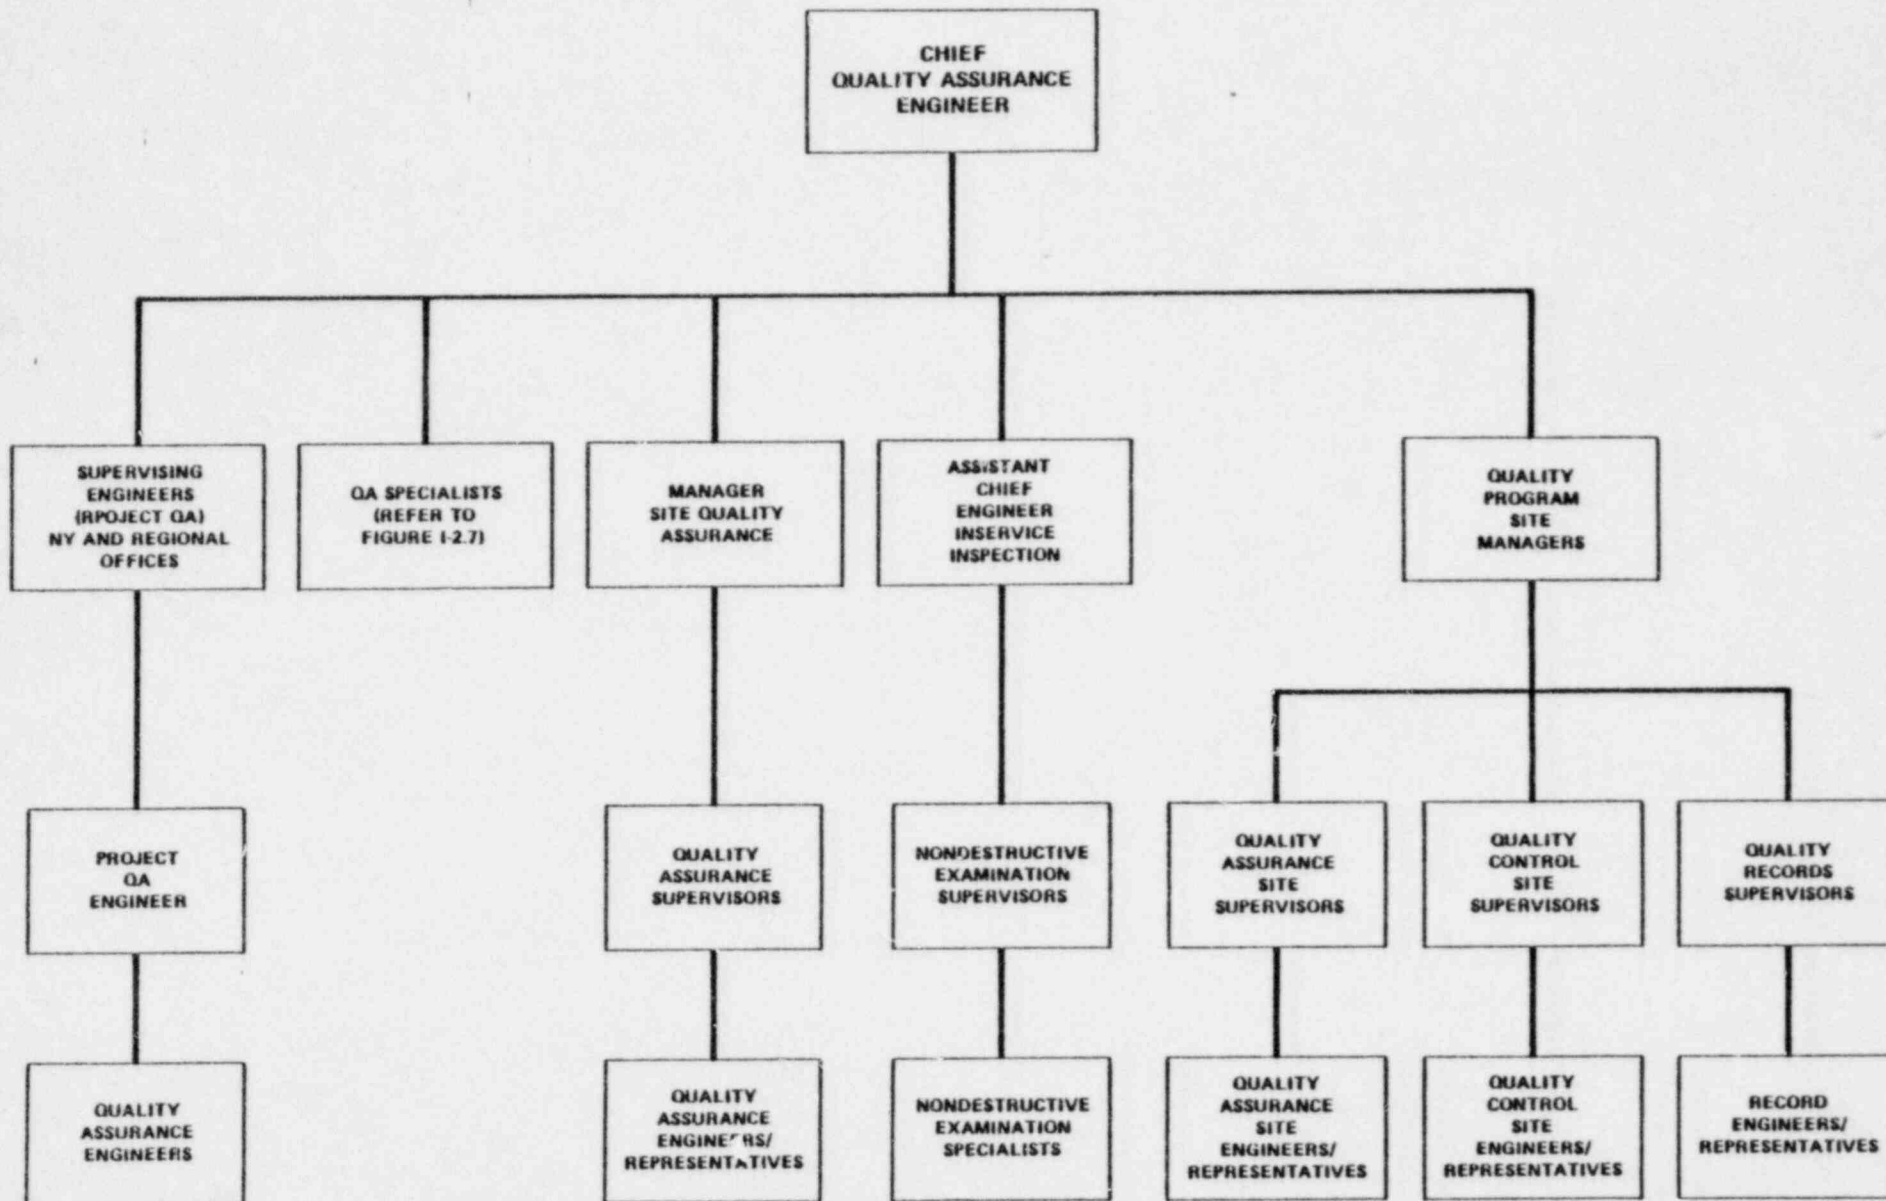 CHIEF
QUALITY ASSURANCE
ENGINEER
SUPERVISING
ENGINEERS
(RPOJECT QA)
NY AND REGIONAL
OFFICES
QA SPECIALISTS
(REFER TO
FIGURE I-2.7)
MANAGER
SITE QUALITY
ASSURANCE
ASSISTANT
CHIEF
ENGINEER
INSERVICE
INSPECTION
QUALITY
PROGRAM
SITE
MANAGERS
PROJECT
QA
ENGINEER
QUALITY
ASSURANCE
SUPERVISORS
NONDESTRUCTIVE
EXAMINATION
SUPERVISORS
QUALITY
ASSURANCE
SITE
SUPERVISORS
QUALITY
CONTROL
SITE
SUPERVISORS
QUALITY
RECORDS
SUPERVISORS
QUALITY
ASSURANCE
ENGINEERS
QUALITY
ASSURANCE
ENGINEERS/
REPRESENTATIVES
NONDESTRUCTIVE
EXAMINATION
SPECIALISTS
QUALITY
ASSURANCE
SITE
ENGINEERS/
REPRESENTATIVES
QUALITY
CONTROL
SITE
ENGINEERS/
REPRESENTATIVES
RECORD
ENGINEERS/
REPRESENTATIVES